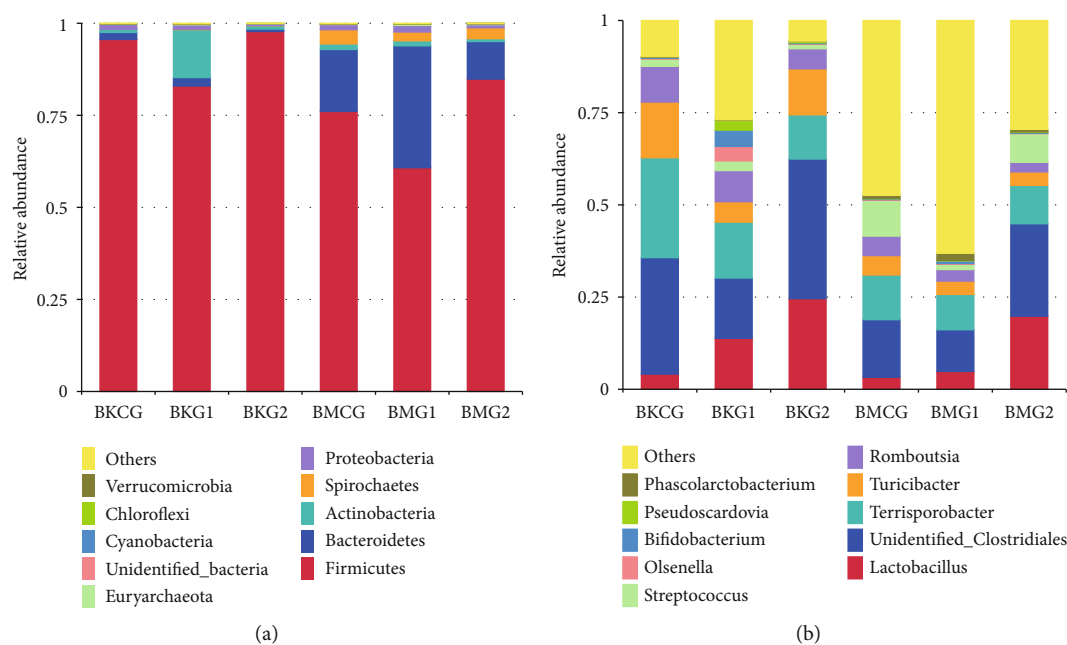 Relative abundance
1
0.75
0.5
0.25
0
BKCG BKG1 BKG2 BMCG BMG1 BMG2
Others
Verrucomicrobia
Chloroflexi
Cyanobacteria
Unidentified_bacteria
Euryarchaeota
Proteobacteria
Spirochaetes
Actinobacteria
Bacteroidetes
Firmicutes
(a)
Relative abundance
1
0.75
0.5
0.25
0
BKCG BKG1 BKG2 BMCG BMG1 BMG2
Others
Phascolarctobacterium
Pseudoscardovia
Bifidobacterium
Olsenella
Streptococcus
Romboutsia
Turicibacter
Terrisporobacter
Unidentified_Clostridiales
Lactobacillus
(b)